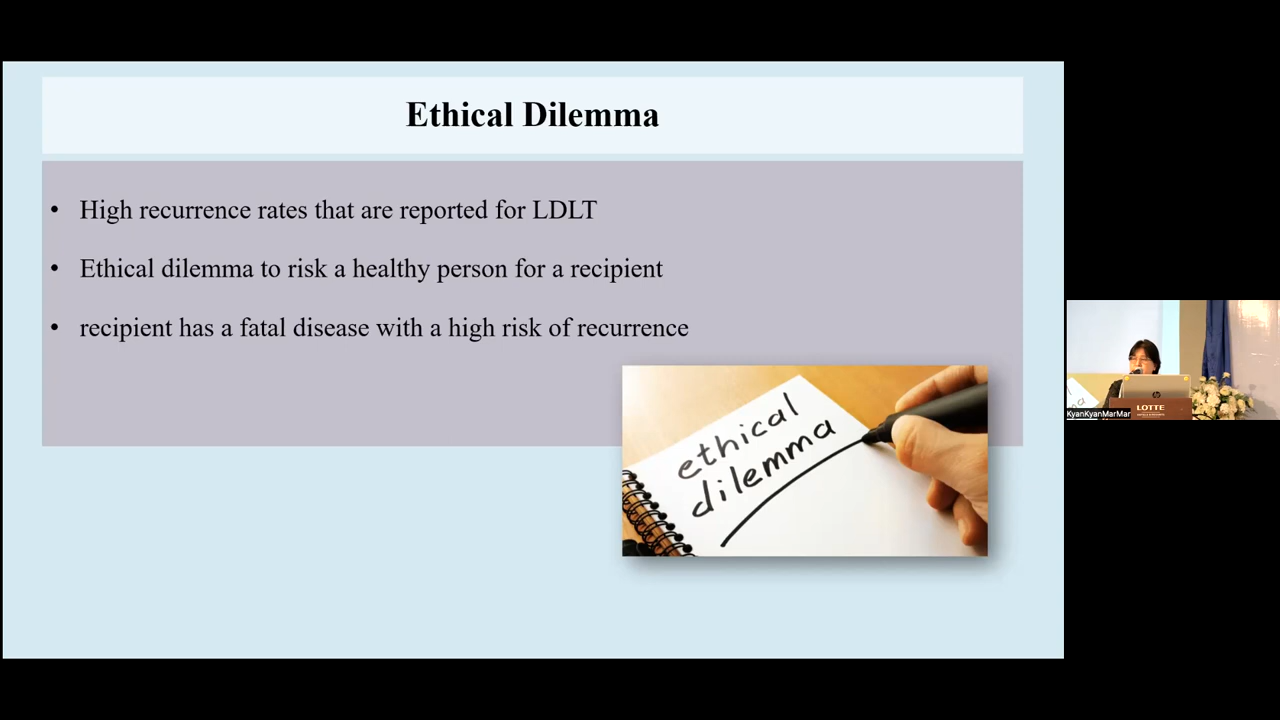 Ethical Dilemma
• High recurrence rates that are reported for LDLT
• Ethical dilemma to risk a healthy person for a recipient
• recipient has a fatal disease with a high risk of recurrence
ethical
dilemma
hp
LOTTE
KyanKyanMarMar